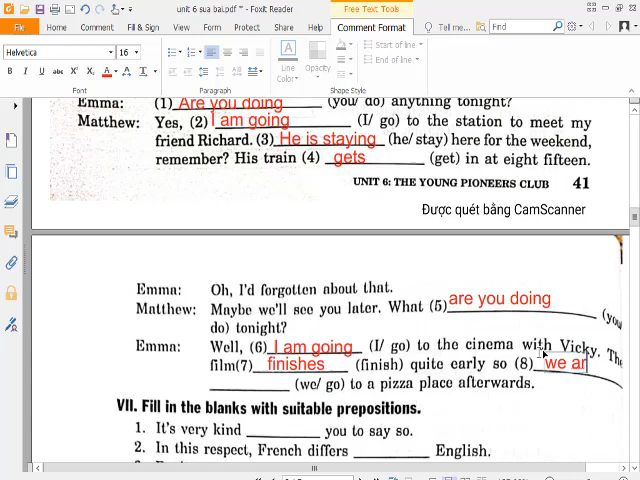 unit 6 sua bai.pdf * - Foxit Reader
Free Text Tools
File Home Comment View Form Protect Share Help Comment Format Tell me... Find
Helvetica 16
Line Color
Start of line
End of line
Font Paragraph Shape Style
Emma: (1) Are you doing (you/ do) anything tonight?
Matthew: Yes, (2) I am going (I/ go) to the station to meet my
friend Richard. (3) He is staying (he/ stay) here for the weekend,
remember? His train (4) gets (get) in at eight fifteen.
UNIT 6: THE YOUNG PIONEERS CLUB 41
Được quét bằng CamScanner
Emma: Oh, I'd forgotten about that.
Matthew: Maybe we'll see you later. What (5) are you doing (you/
do) tonight?
Emma: Well, (6) I am going (I/ go) to the cinema with Vicky. The
film(7) finishes (finish) quite early so (8) we ar
(we/ go) to a pizza place afterwards.
VII. Fill in the blanks with suitable prepositions.
1. It's very kind ________ you to say so.
2. In this respect, French differs ________ English.